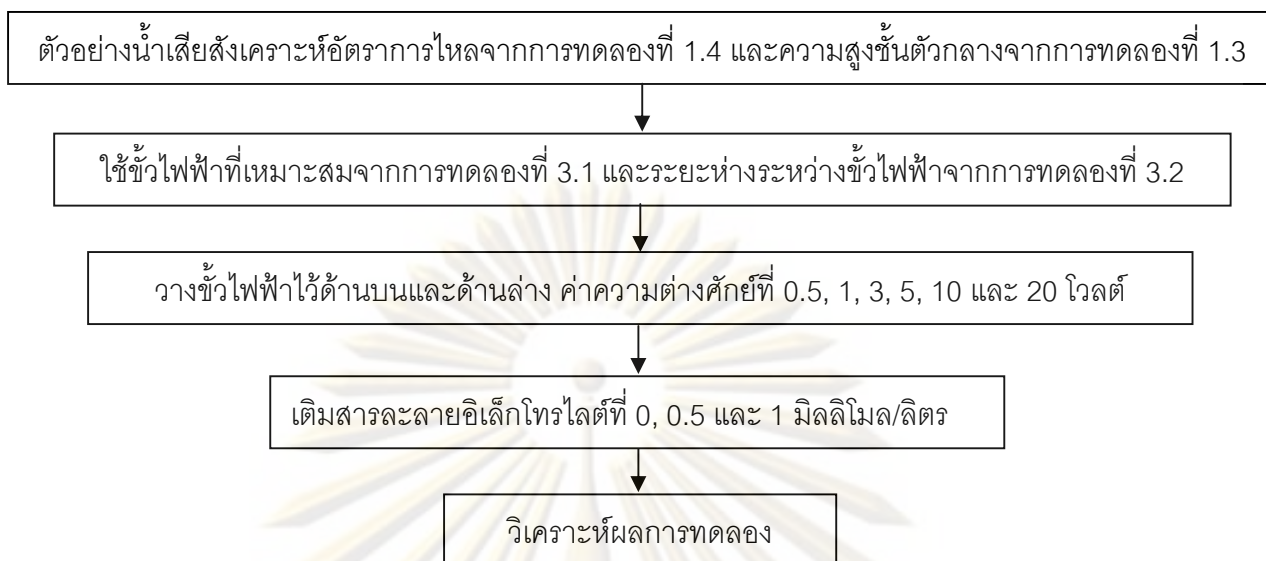 ตัวอย่างน้ำเสียสังเคราะห์อัตราการไหลจากการทดลองที่ 1.4 และความสูงชั้นตัวกลางจากการทดลองที่ 1.3
ใช้ขั้วไฟฟ้าที่เหมาะสมจากการทดลองที่ 3.1 และระยะห่างระหว่างขั้วไฟฟ้าจากการทดลองที่ 3.2
วางขั้วไฟฟ้าไว้ด้านบนและด้านล่าง ค่าความต่างศักย์ที่ 0.5, 1, 3, 5, 10 และ 20 โวลต์
เติมสารละลายอิเล็กโทรไลต์ที่ 0, 0.5 และ 1 มิลลิโมล/ลิตร
วิเคราะห์ผลการทดลอง